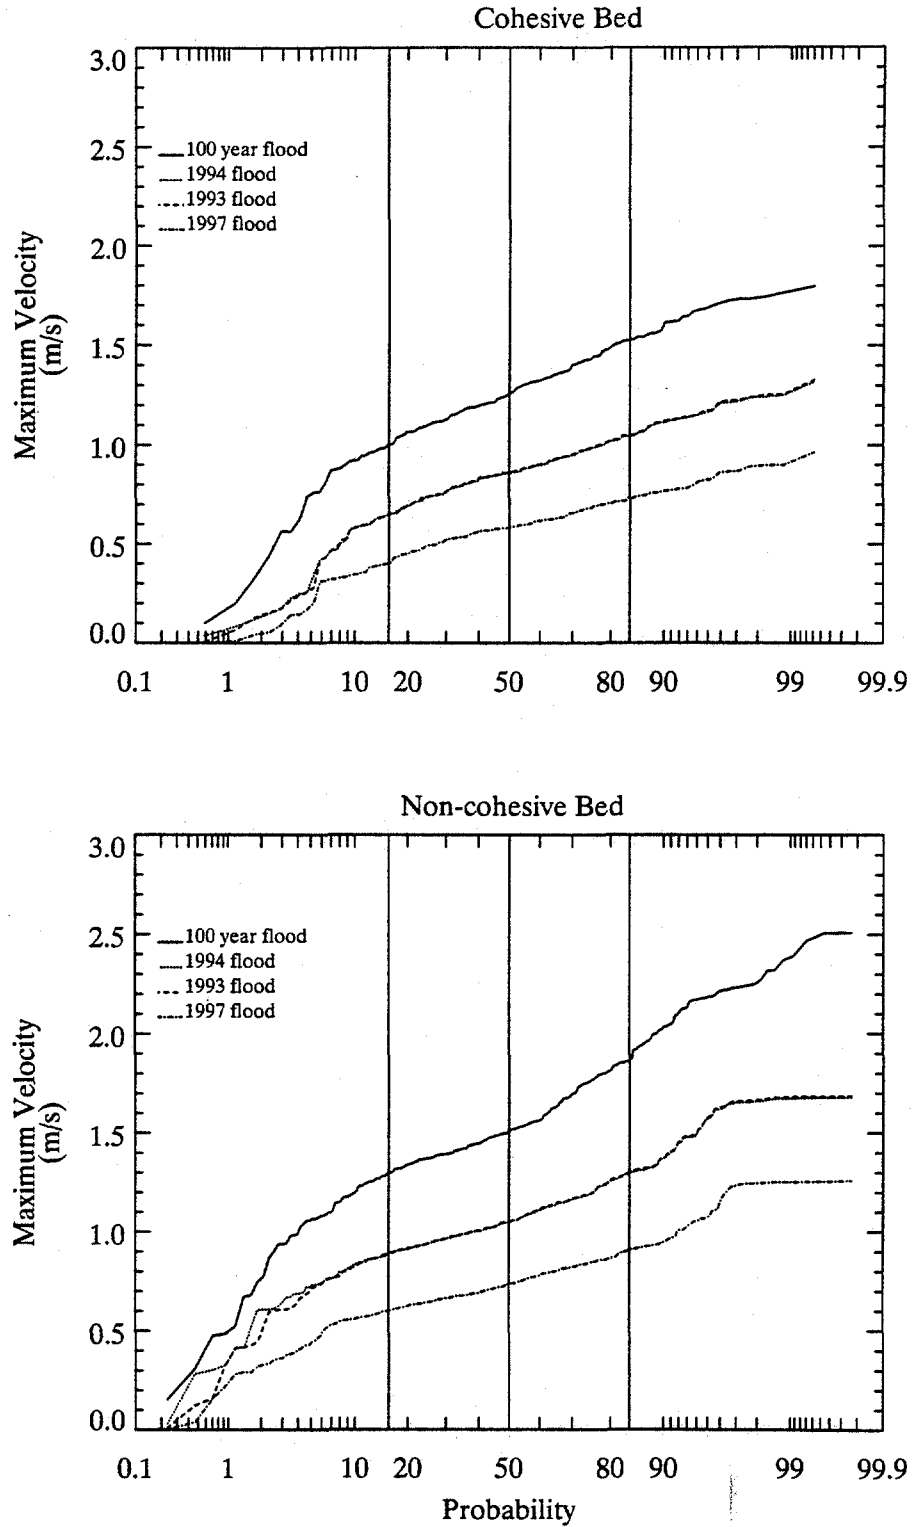 Cohesive Bed
3.0
2.5
2.0
1.5
1.0
0.5
0.0
Maximum Velocity
(m/s)
100 year flood
1994 flood
1993 flood
1997 flood
0.1 1 10 20 50 80 90 99 99.9
Non-cohesive Bed
3.0
2.5
2.0
1.5
1.0
0.5
0.0
Maximum Velocity
(m/s)
100 year flood
1994 flood
1993 flood
1997 flood
0.1 1 10 20 50 80 90 99 99.9
Probability